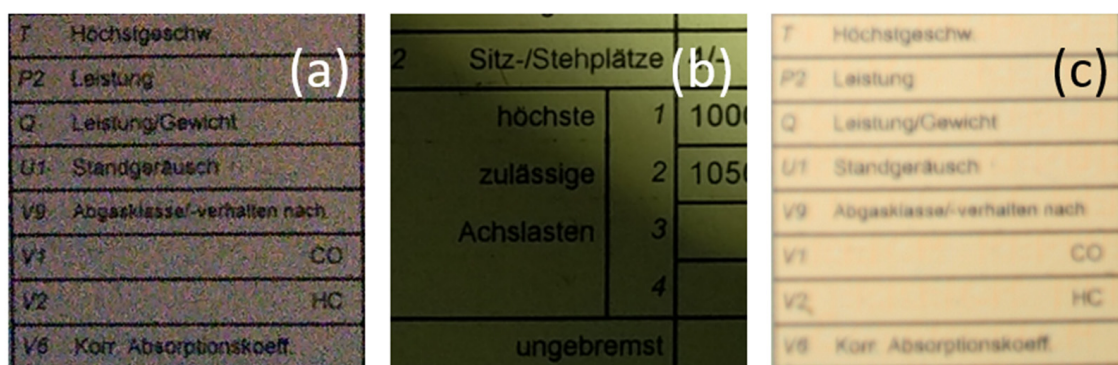 (a)
T Höchstgeschw.
P2 Leistung
Q Leistung/Gewicht
U1 Standgeräusch
V9 Abgasklasse/-verhalten nach
V1 CO
V2 HC
V6 Korr. Absorptionskoeff.
(b)
2 Sitz-/Stehplätze
höchste 1 1000
zulässige 2 1050
Achslasten 3
4
ungebremst
(c)
T Höchstgeschw.
P2 Leistung
Q Leistung/Gewicht
U1 Standgeräusch
V9 Abgasklasse/-verhalten nach
V1 CO
V2 HC
V6 Korr. Absorptionskoeff.